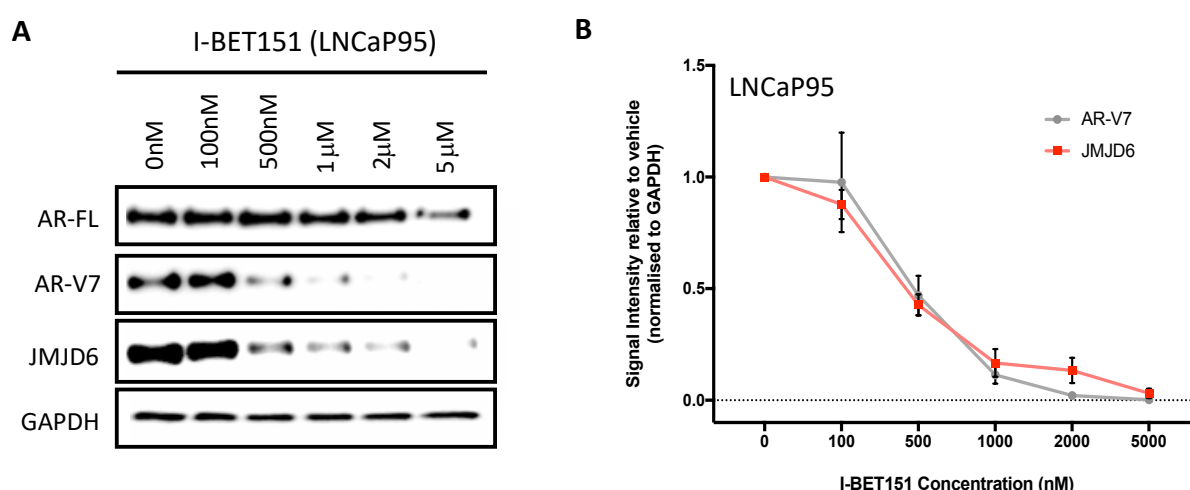 A
I-BET151 (LNCaP95)
0nM
100nM
500nM
1 µM
2µM
5 µM
AR-FL
AR-V7
JMJD6
GAPDH
B
LNCaP95
AR-V7
JMJD6
Signal Intensity relative to vehicle
(normalised to GAPDH)
1.5
1.0
0.5
0.0
0 100 500 1000 2000 5000
I-BET151 Concentration (nM)